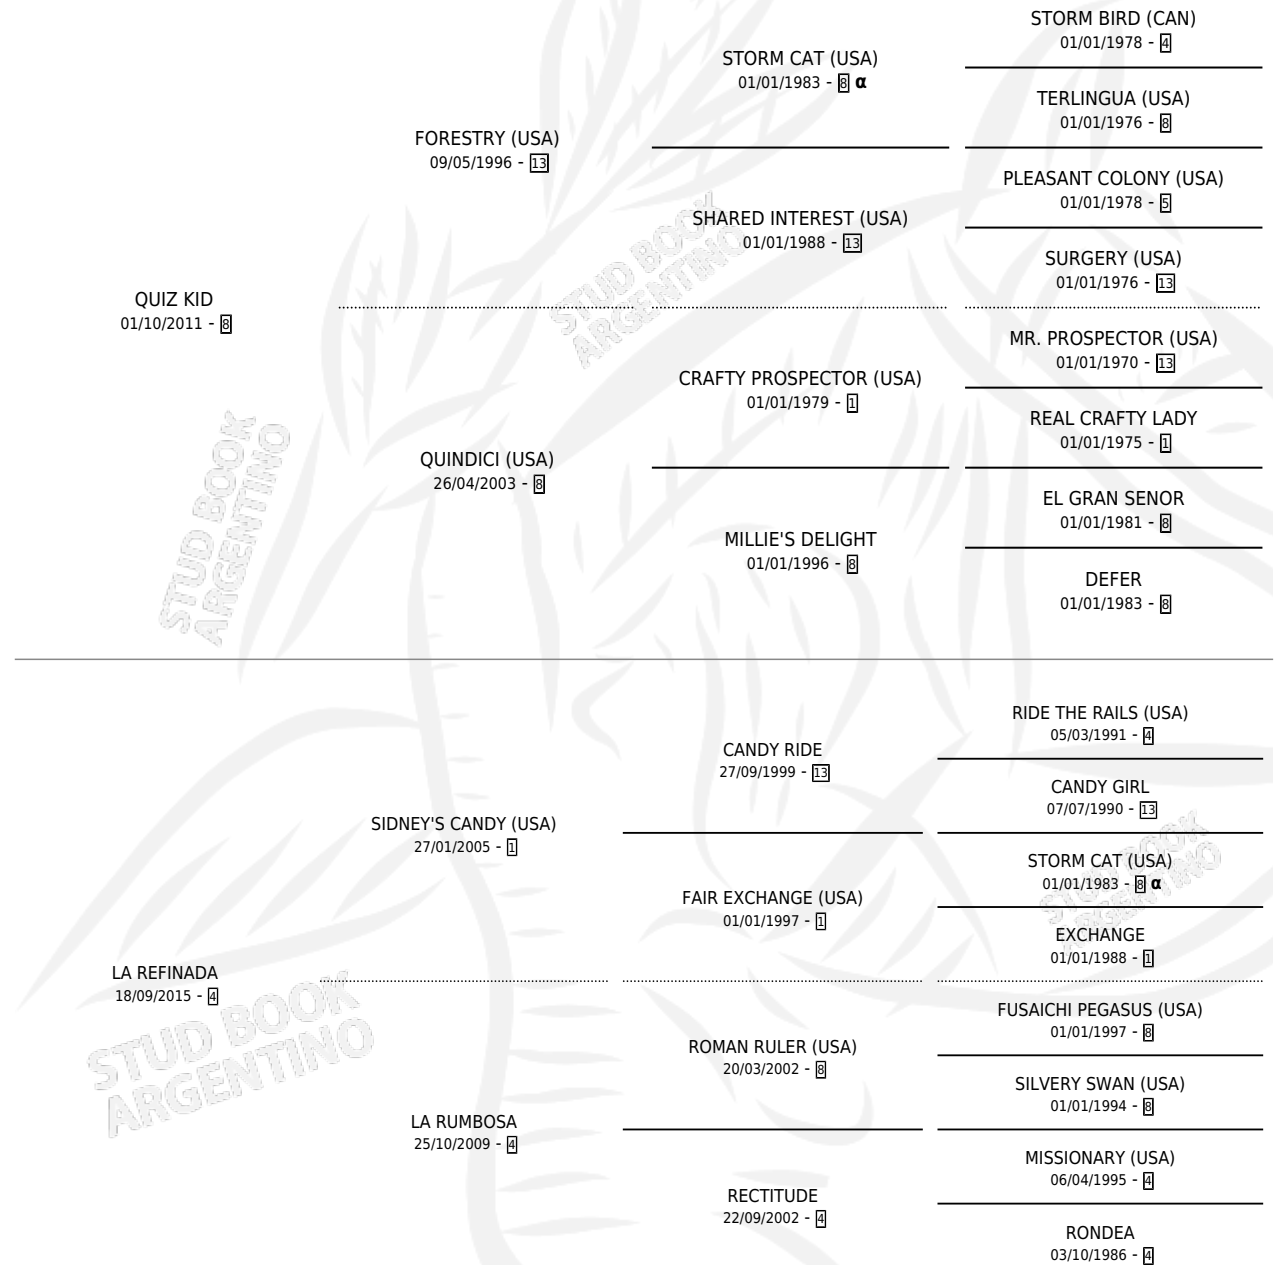 STORM BIRD (CAN)
01/01/1978 - 4
STORM CAT (USA)
01/01/1983 - 8 α
TERLINGUA (USA)
01/01/1976 - 8
FORESTRY (USA)
09/05/1996 - 13
PLEASANT COLONY (USA)
01/01/1978 - 5
SHARED INTEREST (USA)
01/01/1988 - 13
SURGERY (USA)
01/01/1976 - 13
QUIZ KID
01/10/2011 - 8
MR. PROSPECTOR (USA)
01/01/1970 - 13
CRAFTY PROSPECTOR (USA)
01/01/1979 - 1
REAL CRAFTY LADY
01/01/1975 - 1
QUINDICI (USA)
26/04/2003 - 8
EL GRAN SENOR
01/01/1981 - 8
MILLIE'S DELIGHT
01/01/1996 - 8
DEFER
01/01/1983 - 8
RIDE THE RAILS (USA)
05/03/1991 - 4
CANDY RIDE
27/09/1999 - 13
CANDY GIRL
07/07/1990 - 13
SIDNEY'S CANDY (USA)
27/01/2005 - 1
STORM CAT (USA)
01/01/1983 - 8 α
FAIR EXCHANGE (USA)
01/01/1997 - 1
EXCHANGE
01/01/1988 - 1
LA REFINADA
18/09/2015 - 4
FUSAICHI PEGASUS (USA)
01/01/1997 - 8
ROMAN RULER (USA)
20/03/2002 - 8
SILVERY SWAN (USA)
01/01/1994 - 8
LA RUMBOSA
25/10/2009 - 4
MISSIONARY (USA)
06/04/1995 - 4
RECTITUDE
22/09/2002 - 4
RONDEA
03/10/1986 - 4
STUD BOOK
ARGENTINO
STUD BOOK
ARGENTINO
STUD BOOK
ARGENTINO
STUD BOOK
ARGENTINO